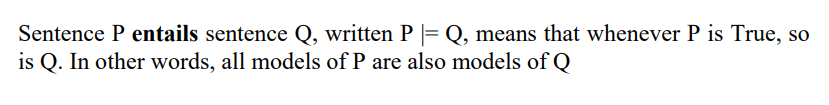 Sentence P entails sentence Q, written P |= Q, means that whenever P is True, so
is Q. In other words, all models of P are also models of Q